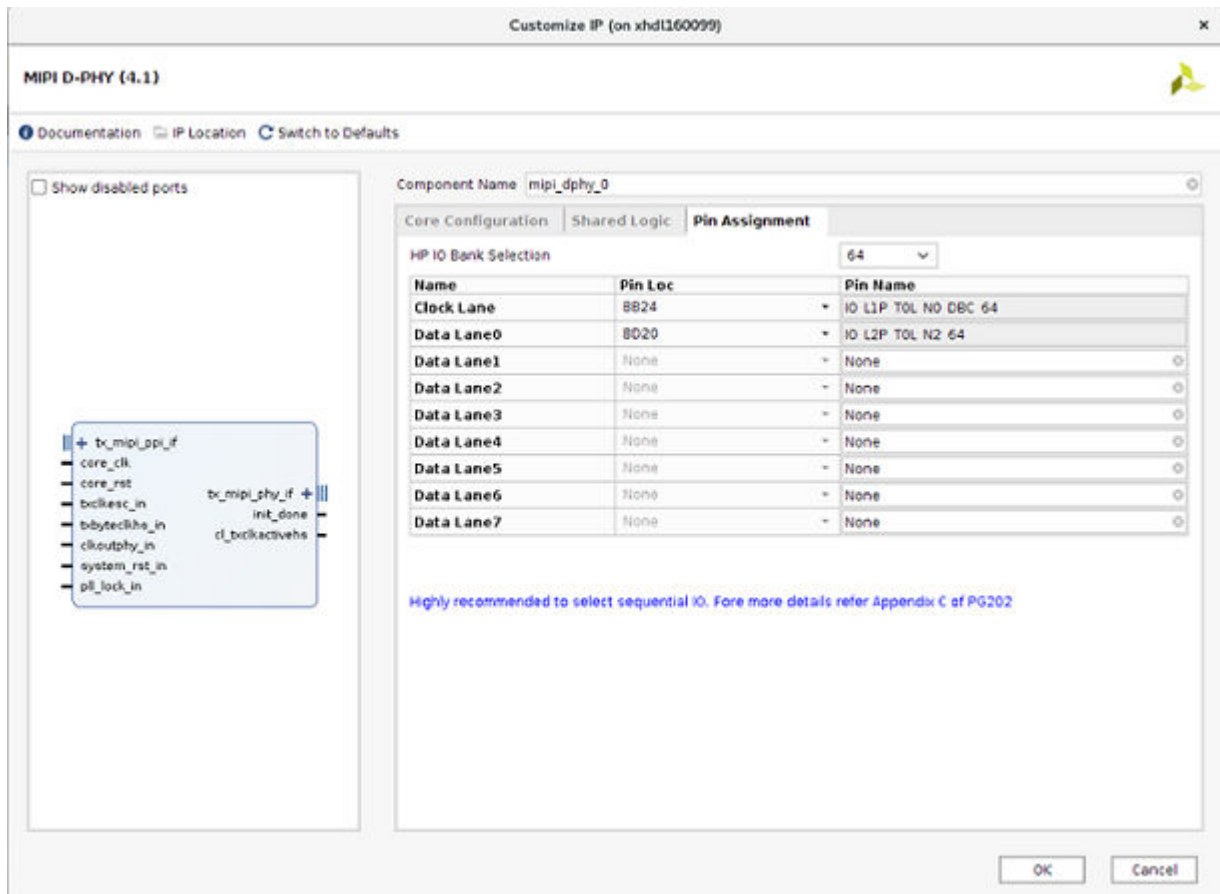 Customize IP (on xhdl160099)
MIPI D-PHY (4.1)
Documentation IP Location Switch to Defaults
Show disabled ports
tx_mipi_ppi_if
core_clk
core_rst
txclkesc_in
txbyteclkhs_in
clkoutphy_in
system_rst_in
pll_lock_in
tx_mipi_phy_if
init_done
cl_txclkactivehs
Component Name mipi_dphy_0
Core Configuration Shared Logic Pin Assignment
HP IO Bank Selection 64
Name Pin Loc Pin Name
Clock Lane BB24 IO L1P T0L N0 DBC 64
Data Lane0 BD20 IO L2P T0L N2 64
Data Lane1 None None
Data Lane2 None None
Data Lane3 None None
Data Lane4 None None
Data Lane5 None None
Data Lane6 None None
Data Lane7 None None
Highly recommended to select sequential IO. Fore more details refer Appendix C of PG202
OK Cancel